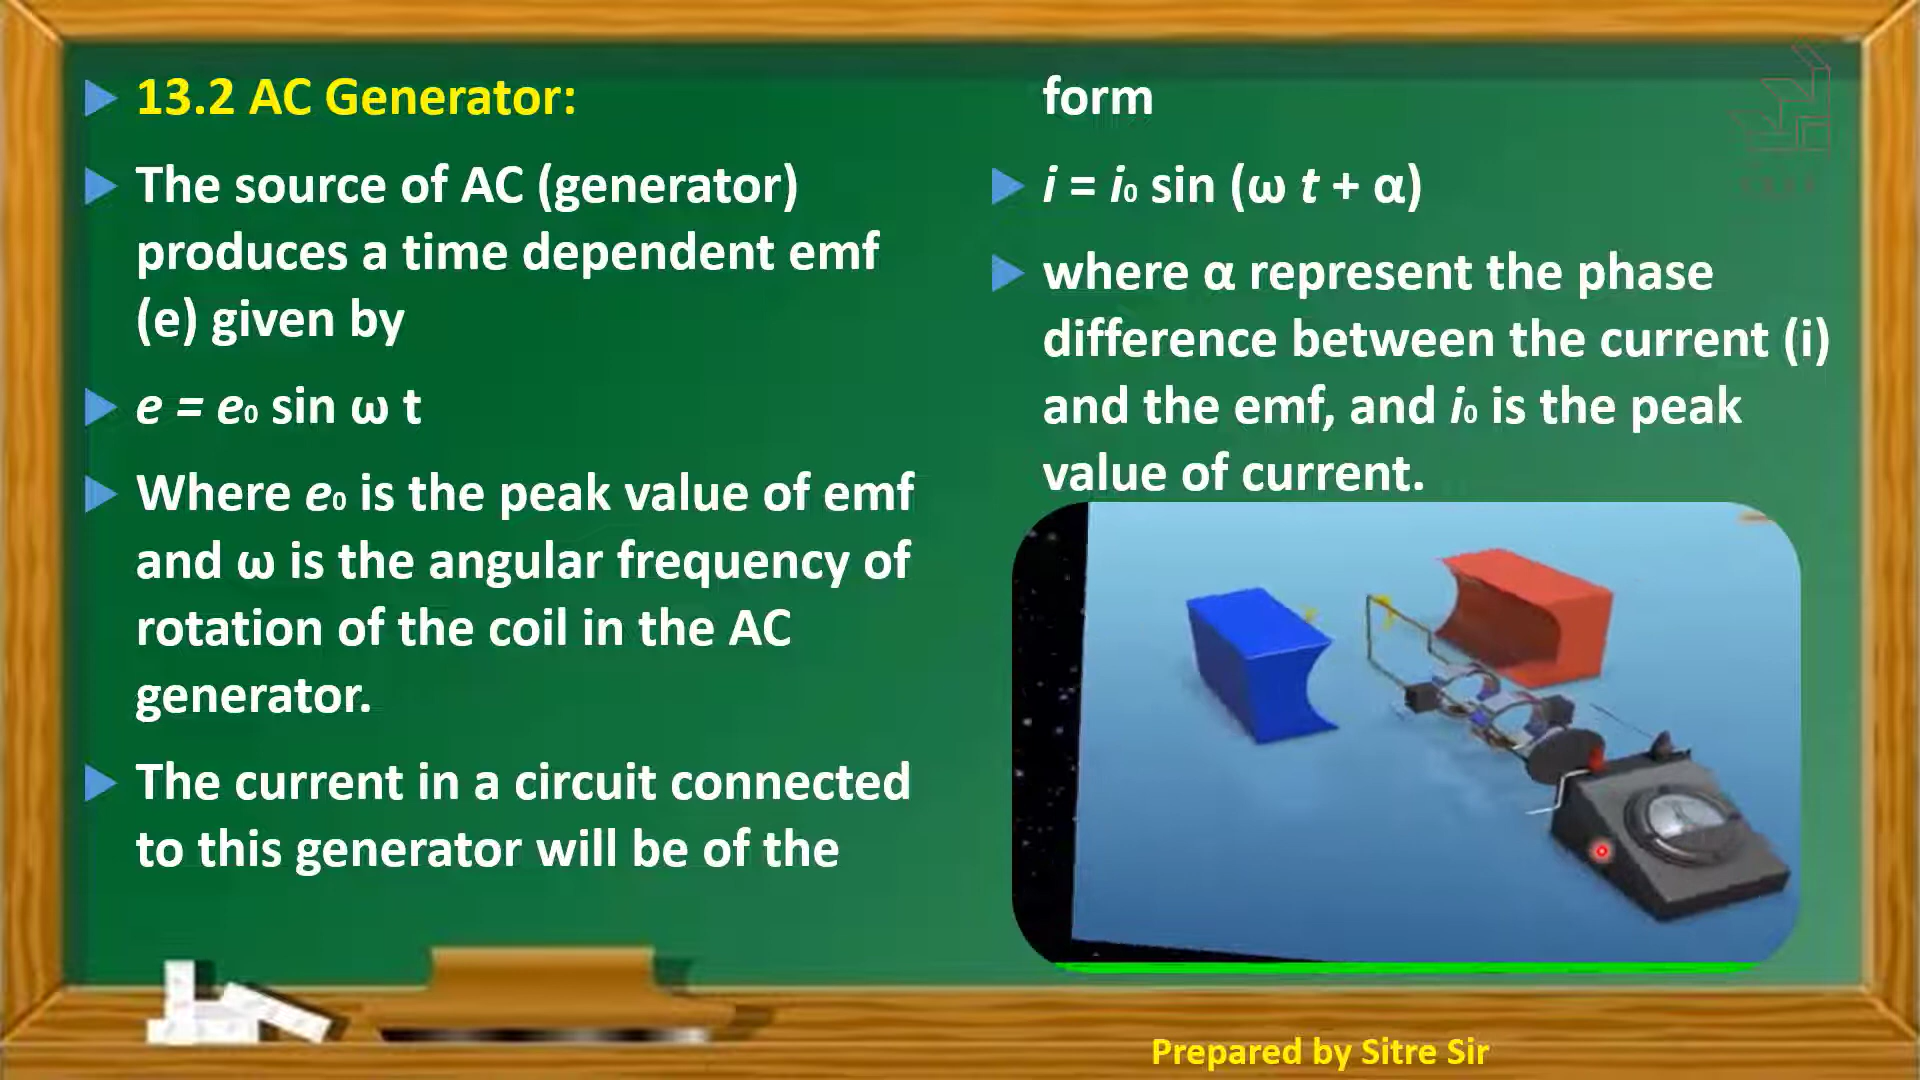 13.2 AC Generator:
The source of AC (generator)
produces a time dependent emf
(e) given by
e = e₀ sin ω t
Where e₀ is the peak value of emf
and ω is the angular frequency of
rotation of the coil in the AC
generator.
The current in a circuit connected
to this generator will be of the
form
i = i₀ sin (ω t + α)
where α represent the phase
difference between the current (i)
and the emf, and i₀ is the peak
value of current.
Prepared by Sitre Sir